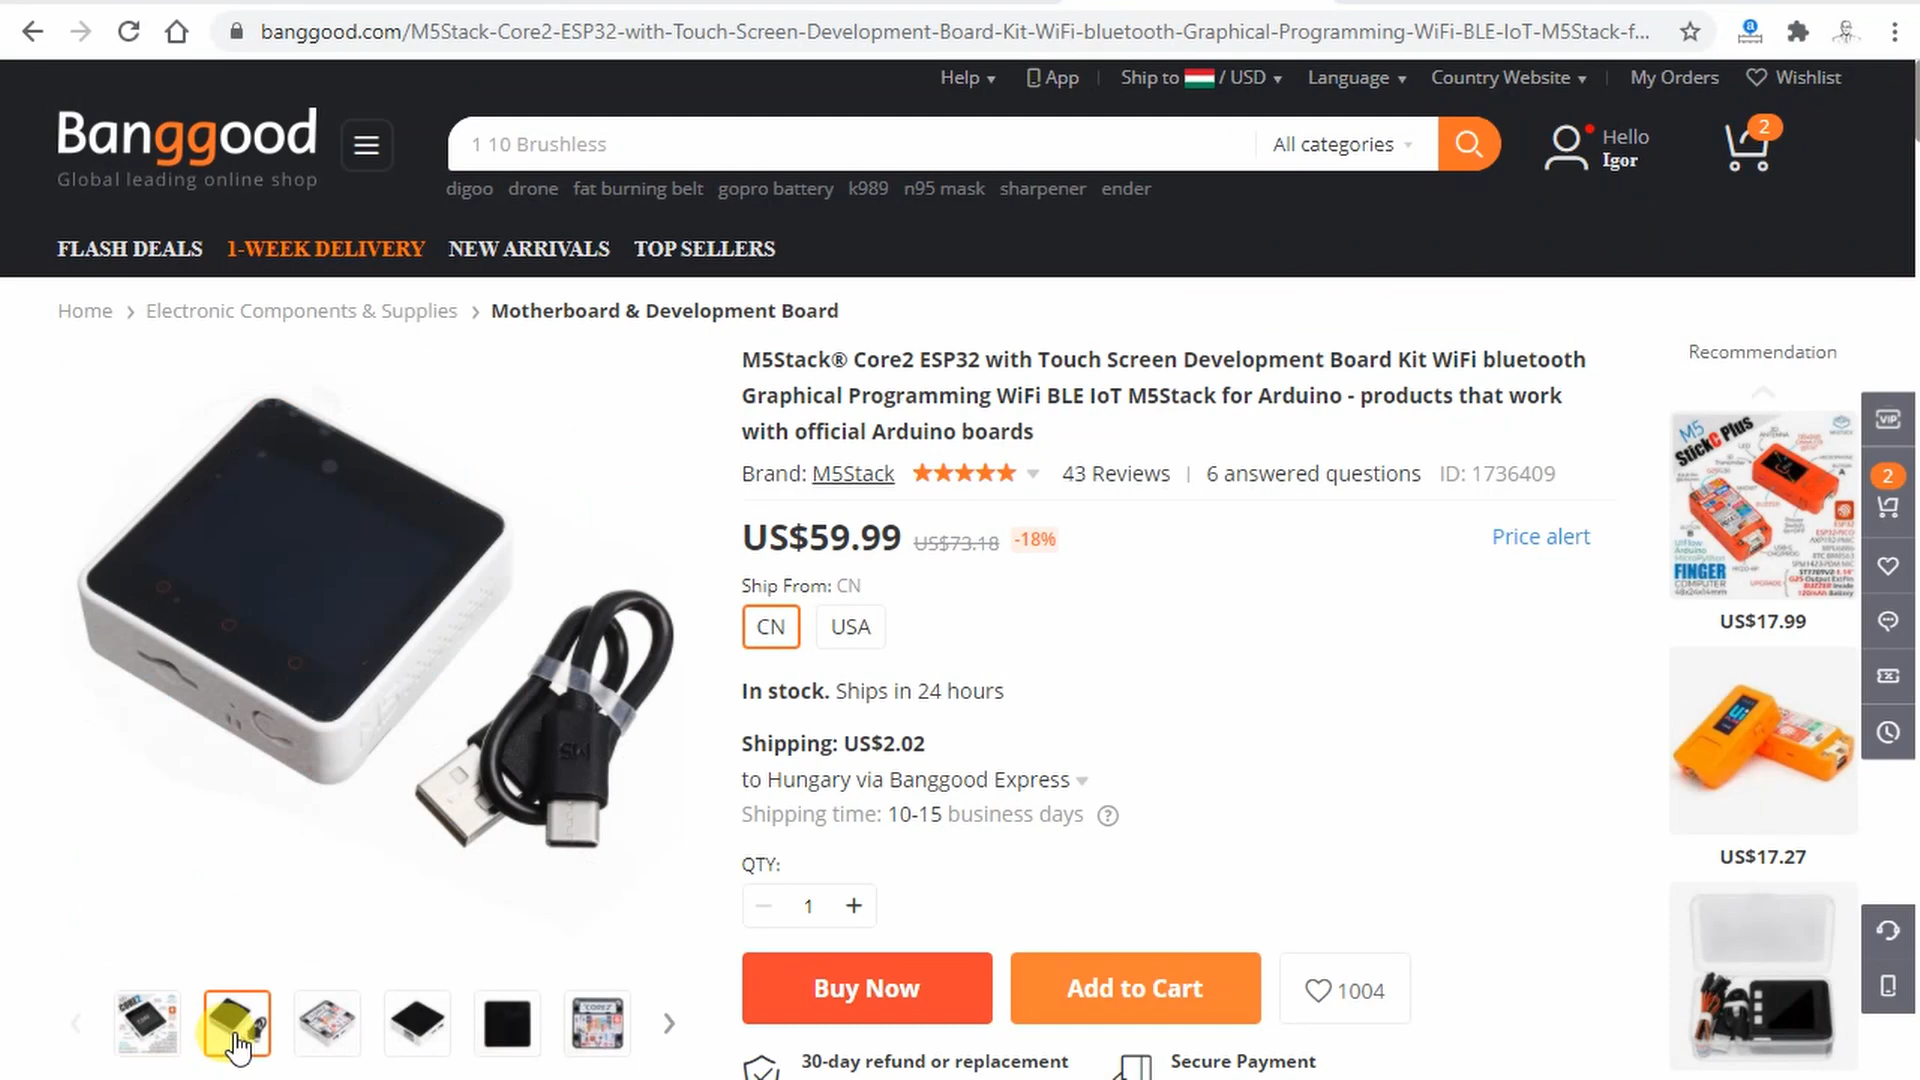 banggood.com/M5Stack-Core2-ESP32-with-Touch-Screen-Development-Board-Kit-WiFi-bluetooth-Graphical-Programming-WiFi-BLE-IoT-M5Stack-f...
Help App Ship to / USD Language Country Website My Orders Wishlist
Banggood
Global leading online shop
1 10 Brushless All categories
Hello
Igor
2
digoo drone fat burning belt gopro battery k989 n95 mask sharpener ender
FLASH DEALS 1-WEEK DELIVERY NEW ARRIVALS TOP SELLERS
Home > Electronic Components & Supplies > Motherboard & Development Board
M5Stack® Core2 ESP32 with Touch Screen Development Board Kit WiFi bluetooth
Graphical Programming WiFi BLE IoT M5Stack for Arduino - products that work
with official Arduino boards
Brand: M5Stack 43 Reviews | 6 answered questions ID: 1736409
US$59.99 US$73.18 -18% Price alert
Ship From: CN
CN USA
In stock. Ships in 24 hours
Shipping: US$2.02
to Hungary via Banggood Express
Shipping time: 10-15 business days ?
QTY:
1
Buy Now Add to Cart 1004
30-day refund or replacement Secure Payment
Recommendation
M5
StickC Plus
FINGER
COMPUTER
US$17.99
US$17.27
VIP
2